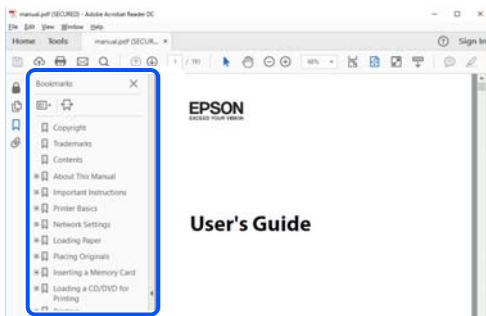 manual.pdf (SECURED) - Adobe Acrobat Reader DC
File Edit View Window Help
Home Tools manual.pdf (SECUR... ×
Sign In
1 / 191
Bookmarks
Copyright
Trademarks
Contents
About This Manual
Important Instructions
Printer Basics
Network Settings
Loading Paper
Placing Originals
Inserting a Memory Card
Loading a CD/DVD for
Printing
EPSON
EXCEED YOUR VISION
User's Guide